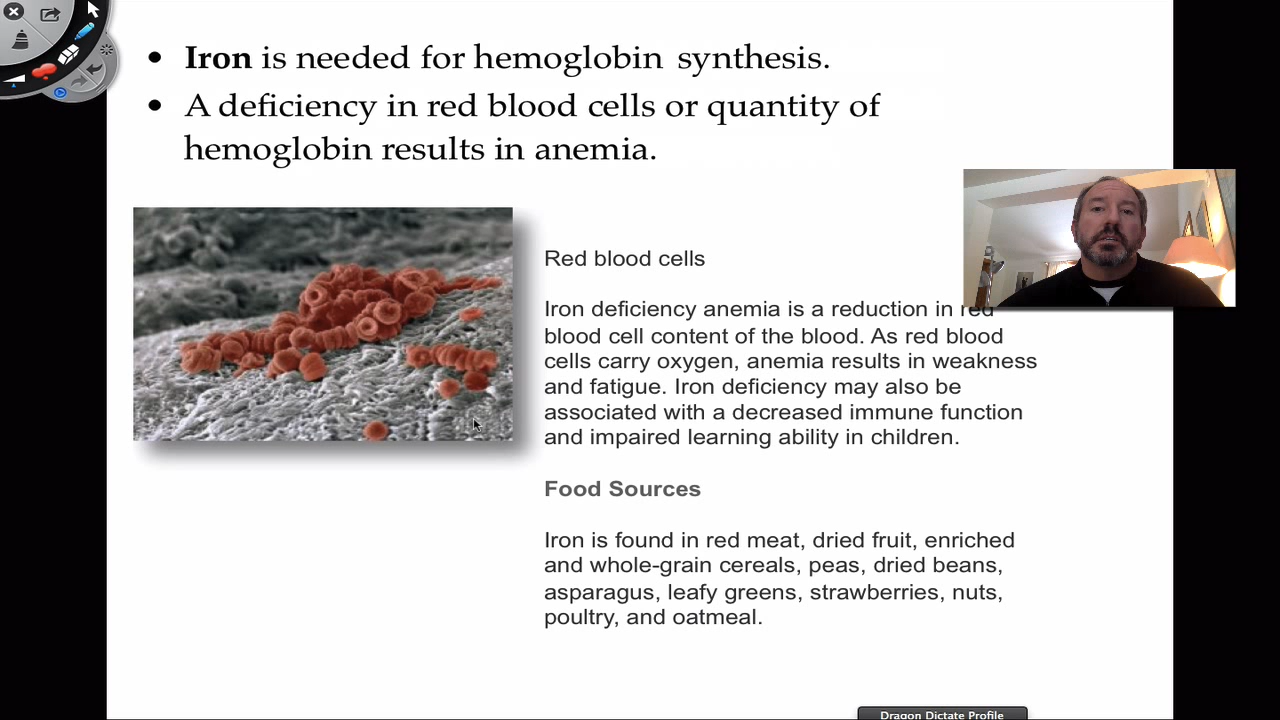 • Iron is needed for hemoglobin synthesis.
• A deficiency in red blood cells or quantity of
hemoglobin results in anemia.
Red blood cells
Iron deficiency anemia is a reduction in red
blood cell content of the blood. As red blood
cells carry oxygen, anemia results in weakness
and fatigue. Iron deficiency may also be
associated with a decreased immune function
and impaired learning ability in children.
Food Sources
Iron is found in red meat, dried fruit, enriched
and whole-grain cereals, peas, dried beans,
asparagus, leafy greens, strawberries, nuts,
poultry, and oatmeal.
Dragon Dictate Profile